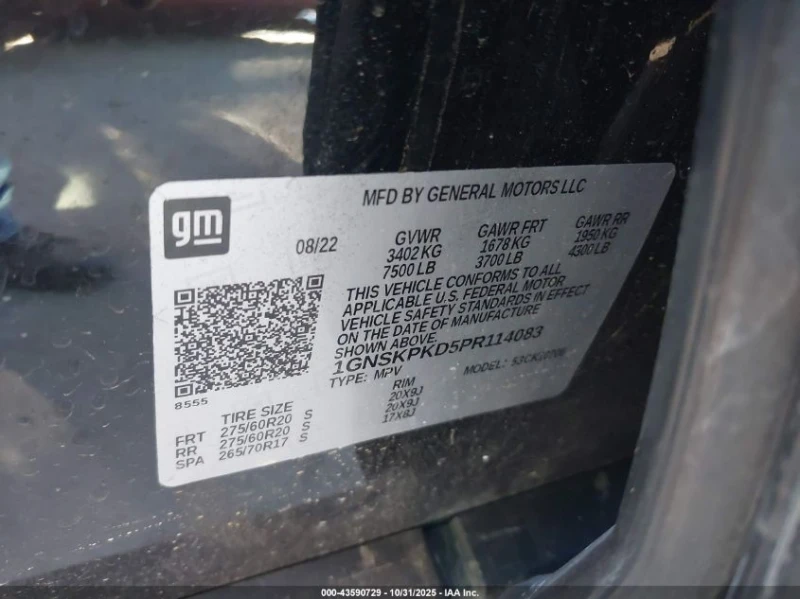 gm
MFD BY GENERAL MOTORS LLC
08/22
GVWR GAWR FRT GAWR RR
3402 KG 1678 KG 1950 KG
7500 LB 3700 LB 4300 LB
THIS VEHICLE CONFORMS TO ALL
APPLICABLE U.S. FEDERAL MOTOR
VEHICLE SAFETY STANDARDS IN EFFECT
ON THE DATE OF MANUFACTURE
SHOWN ABOVE.
1GNSKPKD5PR114083
TYPE: MPV MODEL:
8555
TIRE SIZE RIM
FRT 275/60R20 S 20X9J
RR 275/60R20 S 20X9J
SPA 265/70R17 S 17X8J
000-43590729 - 10/31/2025 - IAA Inc.